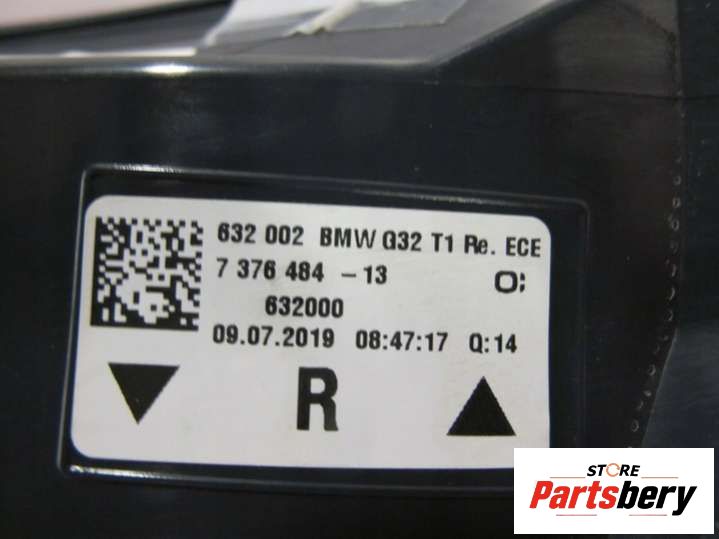 632 002 BMW G32 T1 Re. ECE
7 376 484 -13 O;
632000
09.07.2019 08:47:17 Q:14
R
STORE
Partsbery